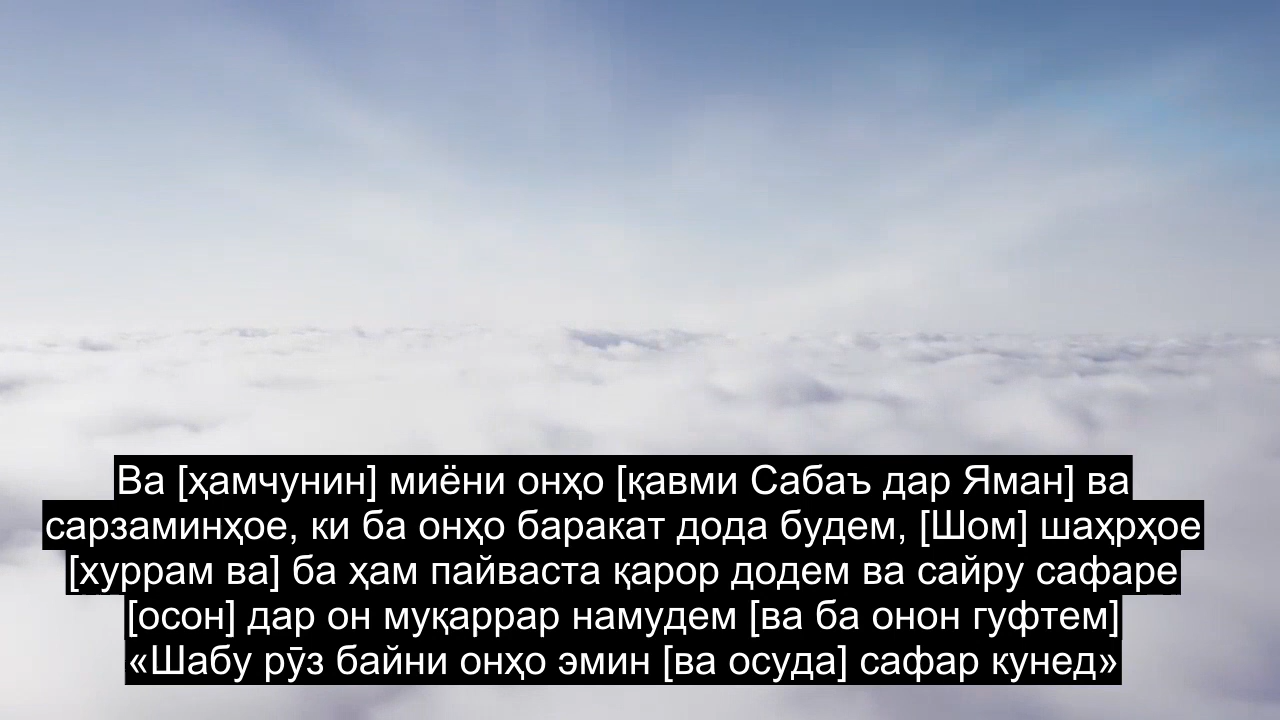 Ва [ҳамчунин] миёни онҳо [қавми Сабаъ дар Яман] ва
сарзаминҳое, ки ба онҳо баракат дода будем, [Шом] шаҳрҳое
[хуррам ва] ба ҳам пайваста қарор додем ва сайру сафаре
[осон] дар он муқаррар намудем [ва ба онон гуфтем]
«Шабу рӯз байни онҳо эмин [ва осуда] сафар кунед»